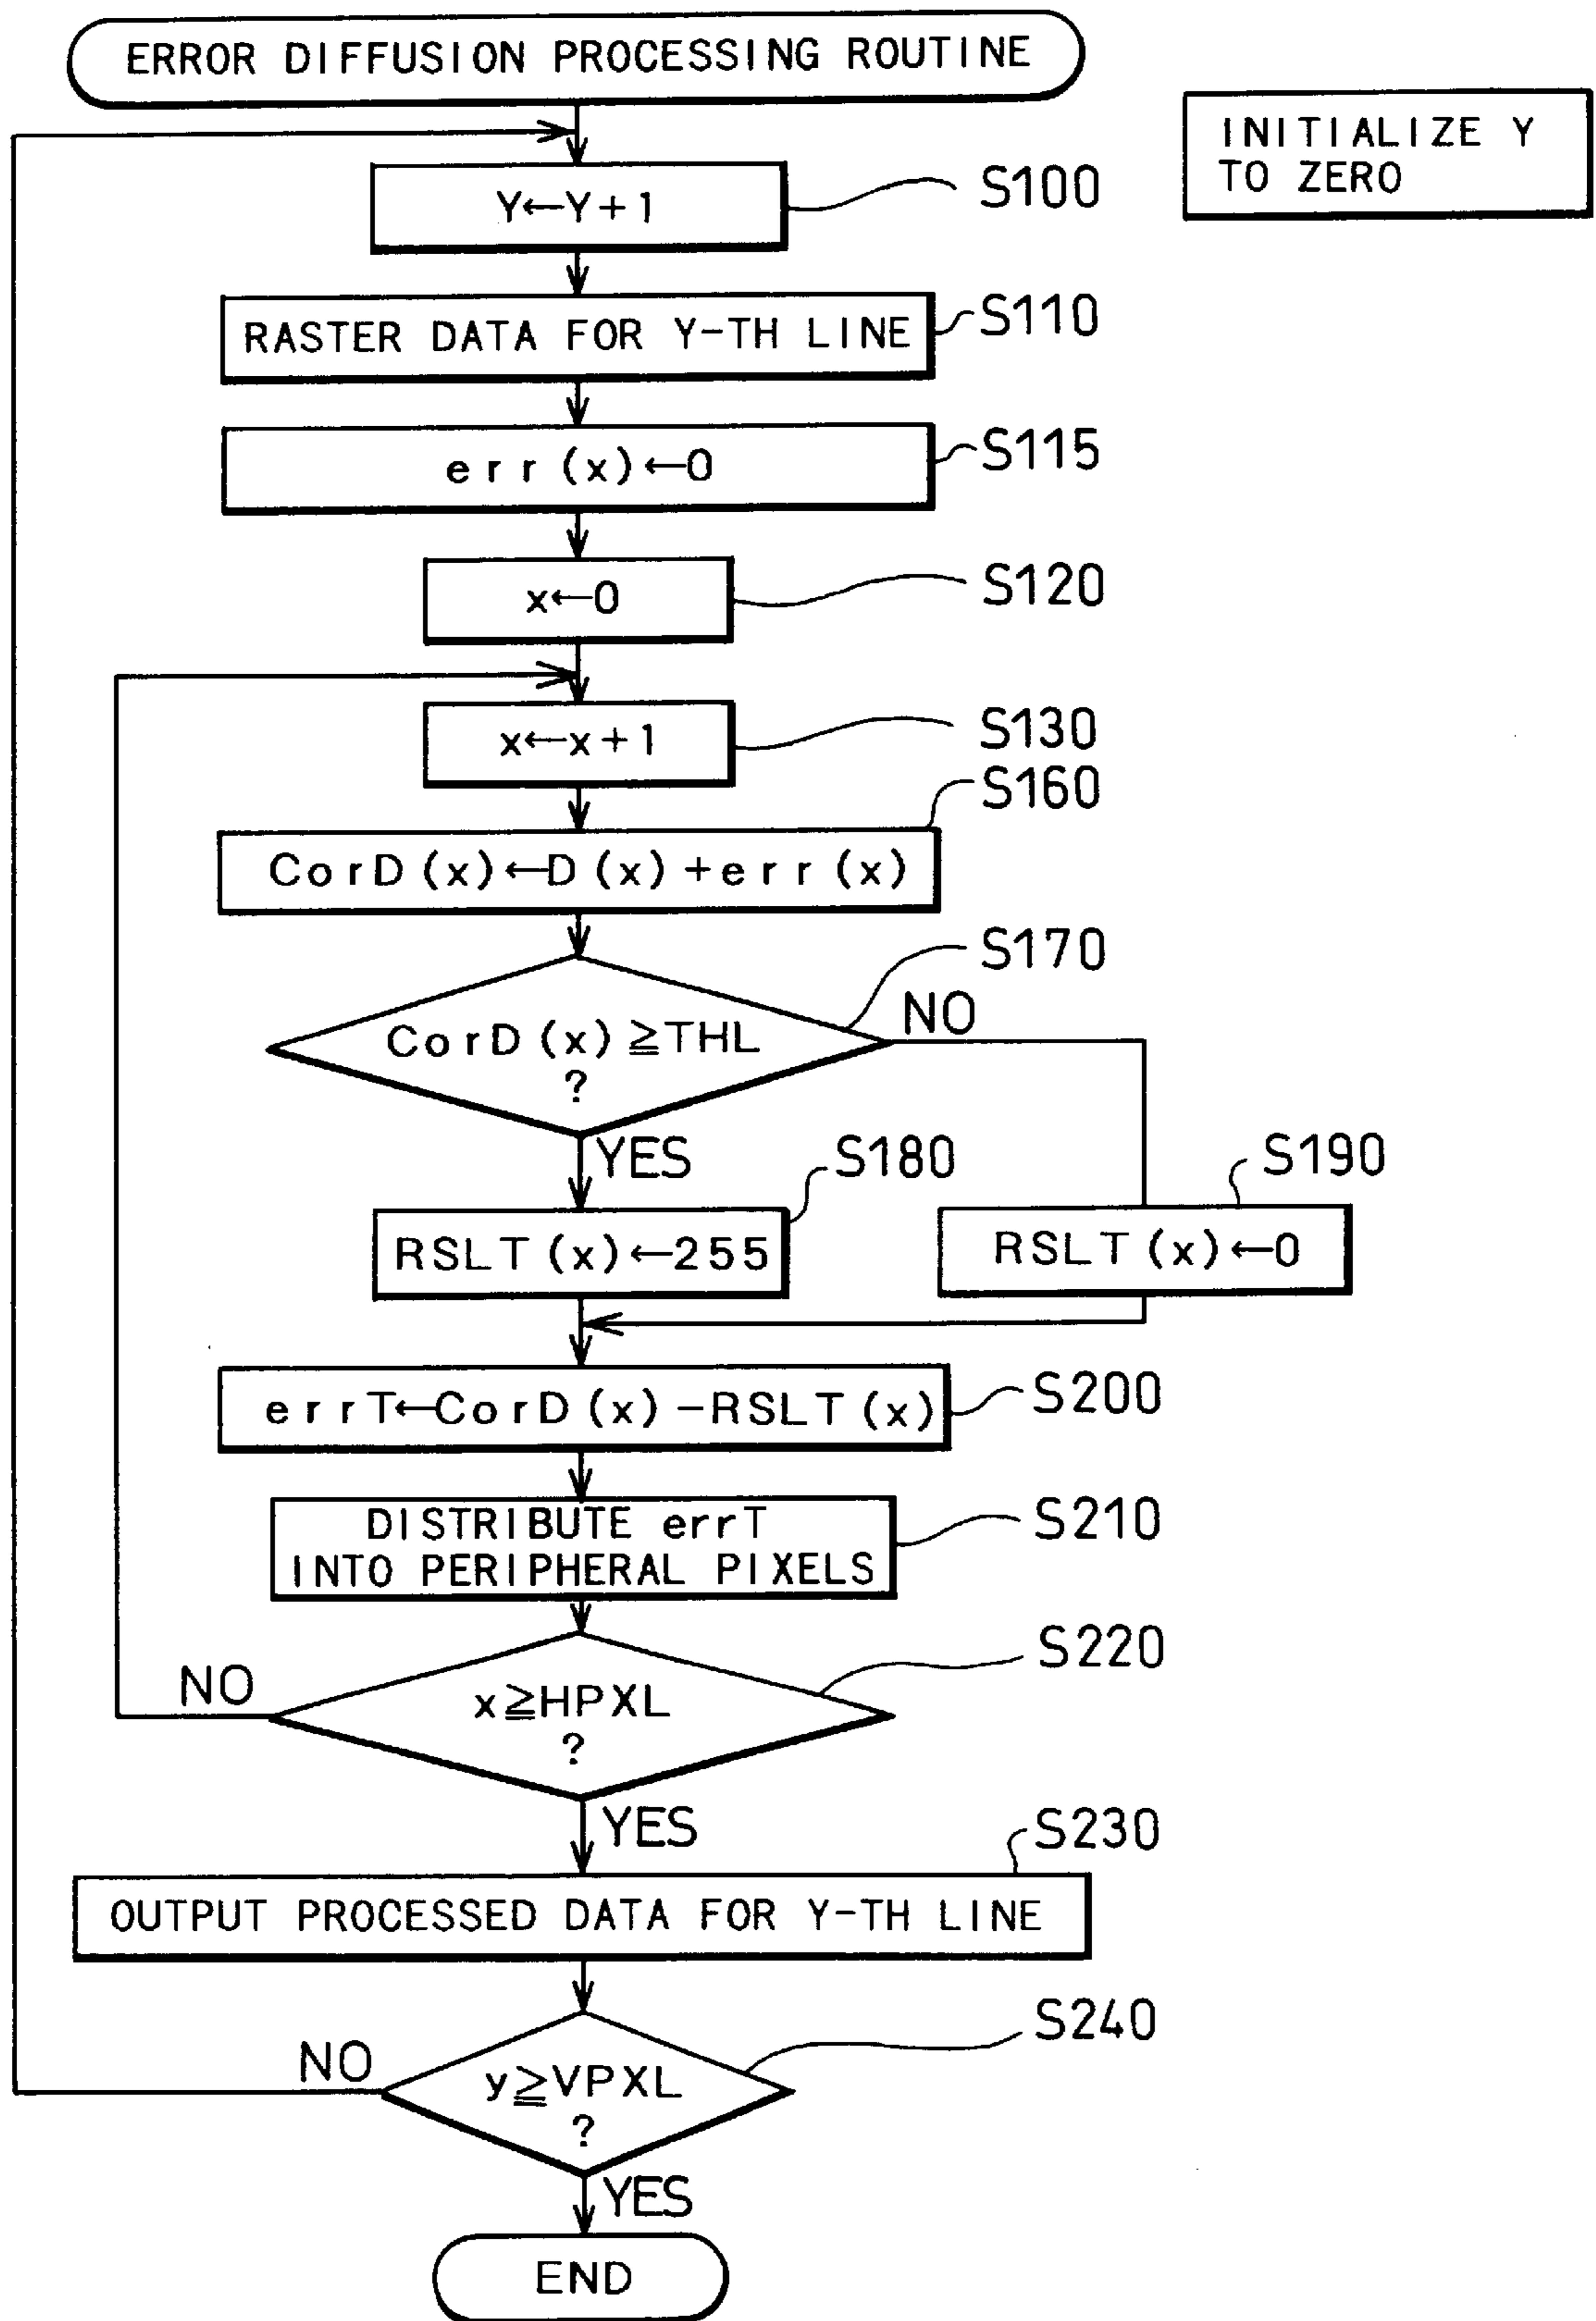 ERROR DIFFUSION PROCESSING ROUTINE
INITIALIZE Y
TO ZERO
Y←Y+1
S100
RASTER DATA FOR Y-TH LINE
S110
err(x)←0
S115
x←0
S120
x←x+1
S130
S160
CorD(x)←D(x)+err(x)
S170
CorD(x)≧THL
?
NO
YES
S180
S190
RSLT(x)←255
RSLT(x)←0
errT←CorD(x)-RSLT(x)
S200
DISTRIBUTE errT
INTO PERIPHERAL PIXELS
S210
S220
NO
x≧HPXL
?
YES
S230
OUTPUT PROCESSED DATA FOR Y-TH LINE
S240
NO
y≧VPXL
?
YES
END